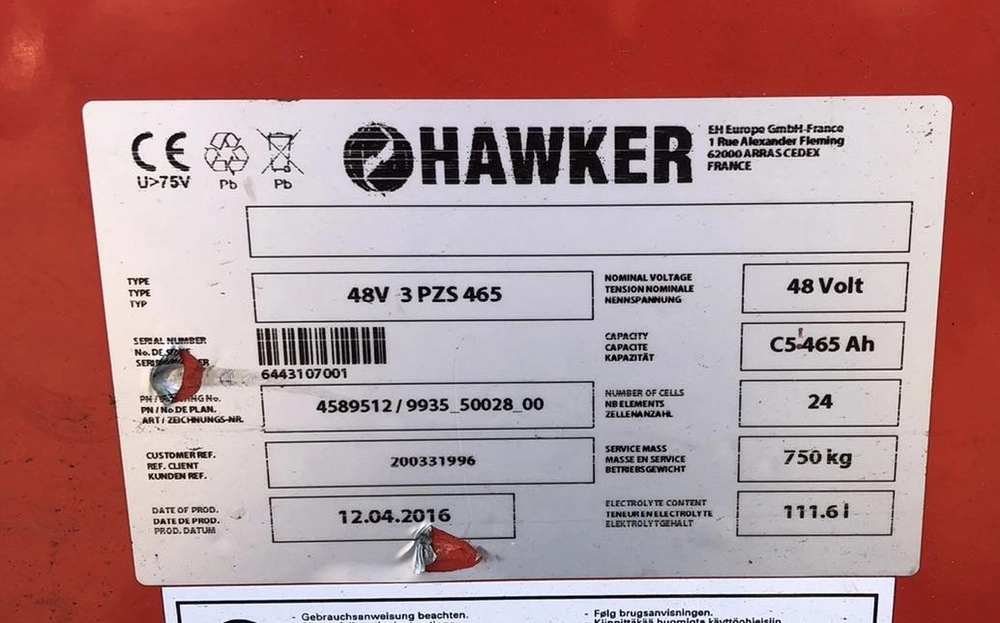 CE
U>75V
Pb
Pb
HAWKER
EH Europe GmbH-France
1 Rue Alexander Fleming
62000 ARRAS CEDEX
FRANCE
TYPE
TYPE
TYP
48V 3 PZS 465
NOMINAL VOLTAGE
TENSION NOMINALE
NENNSPANNUNG
48 Volt
SERIAL NUMBER
No. DE
6443107001
CAPACITY
CAPACITE
KAPAZITÄT
C5-465 Ah
PN / No.
PN / No DE PLAN.
ART / ZEICHNUNGS-NR.
4589512 / 9935_50028_00
NUMBER OF CELLS
NB ELEMENTS
ZELLENANZAHL
24
CUSTOMER REF.
REF. CLIENT
KUNDEN REF.
200331996
SERVICE MASS
MASSE EN SERVICE
BETRIEBSGEWICHT
750 kg
DATE OF PROD.
DATE DE PROD.
PROD. DATUM
12.04.2016
ELECTROLYTE CONTENT
TENEUR EN ELECTROLYTE
ELEKTROLYTGEHALT
111.6 l
- Gebrauchsanweisung beachten.
- Følg brugsanvisningen.